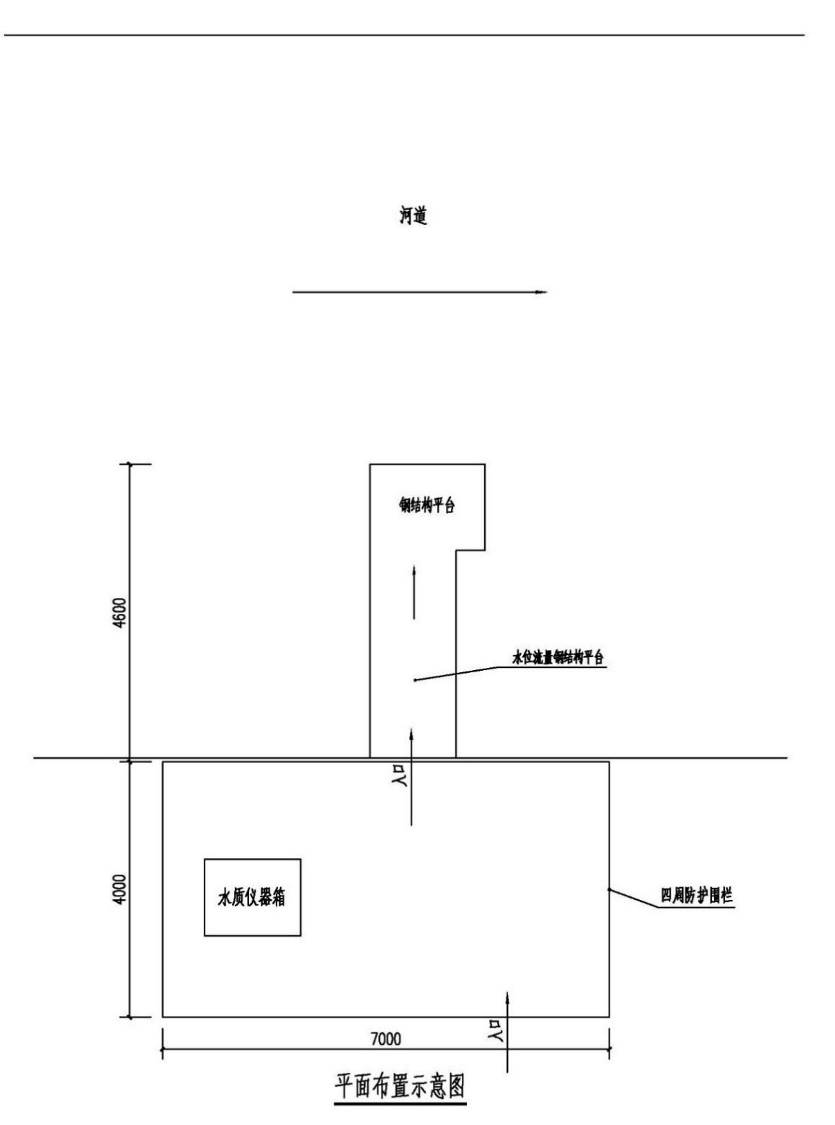 河道
钢结构平台
4600
水位流量钢结构平台
入口
4000
水质仪器箱
四周防护围栏
入口
7000
平面布置示意图